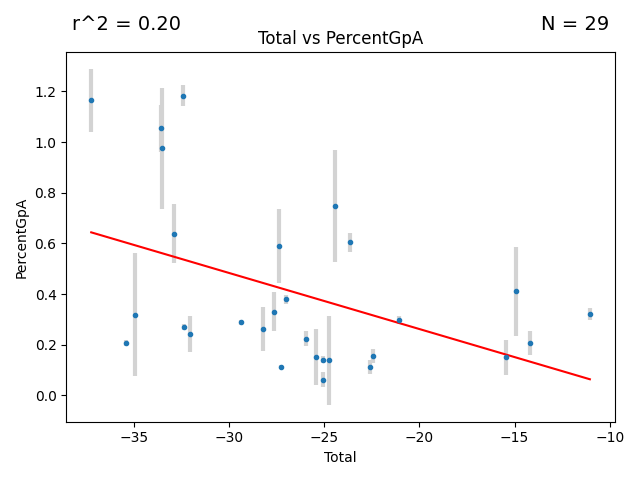 r^2 = 0.20
N = 29
Total vs PercentGpA
PercentGpA
1.2
1.0
0.8
0.6
0.4
0.2
0.0
−35
−30
−25
−20
−15
−10
Total